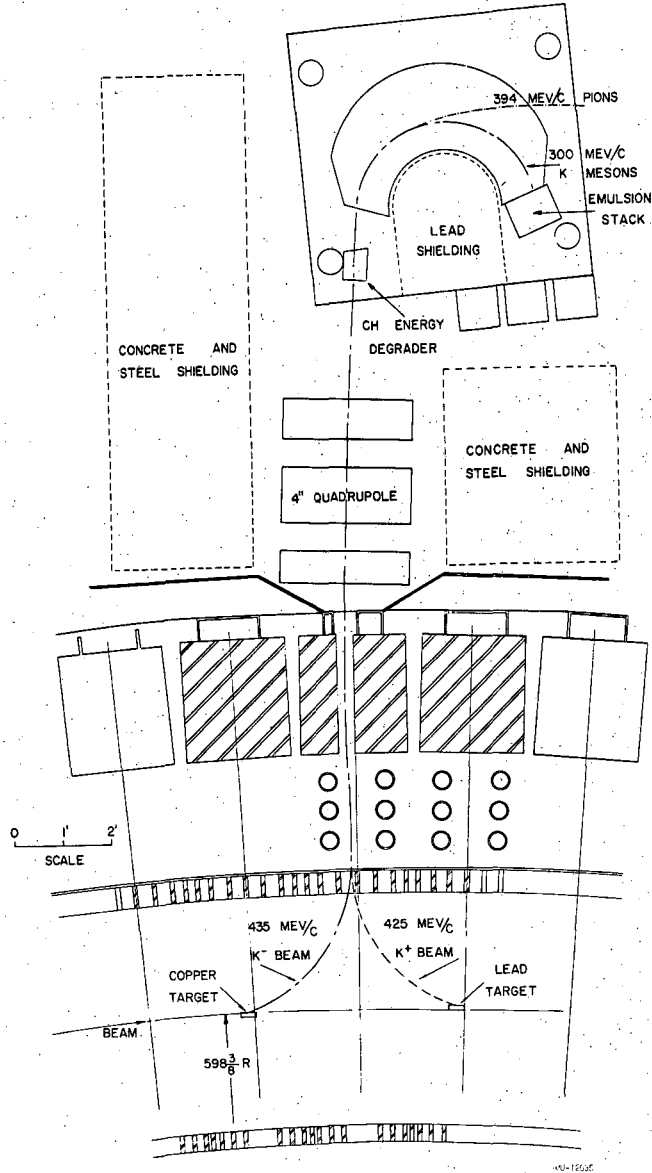 394 MEV/C PIONS
300 MEV/C
K MESONS
EMULSION
STACK
LEAD
SHIELDING
CH ENERGY
DEGRADER
CONCRETE AND
STEEL SHIELDING
CONCRETE AND
STEEL SHIELDING
4" QUADRUPOLE
0 1' 2'
SCALE
435 MEV/C
K⁻ BEAM
425 MEV/C
K⁺ BEAM
COPPER
TARGET
LEAD
TARGET
BEAM
598 3/8 R